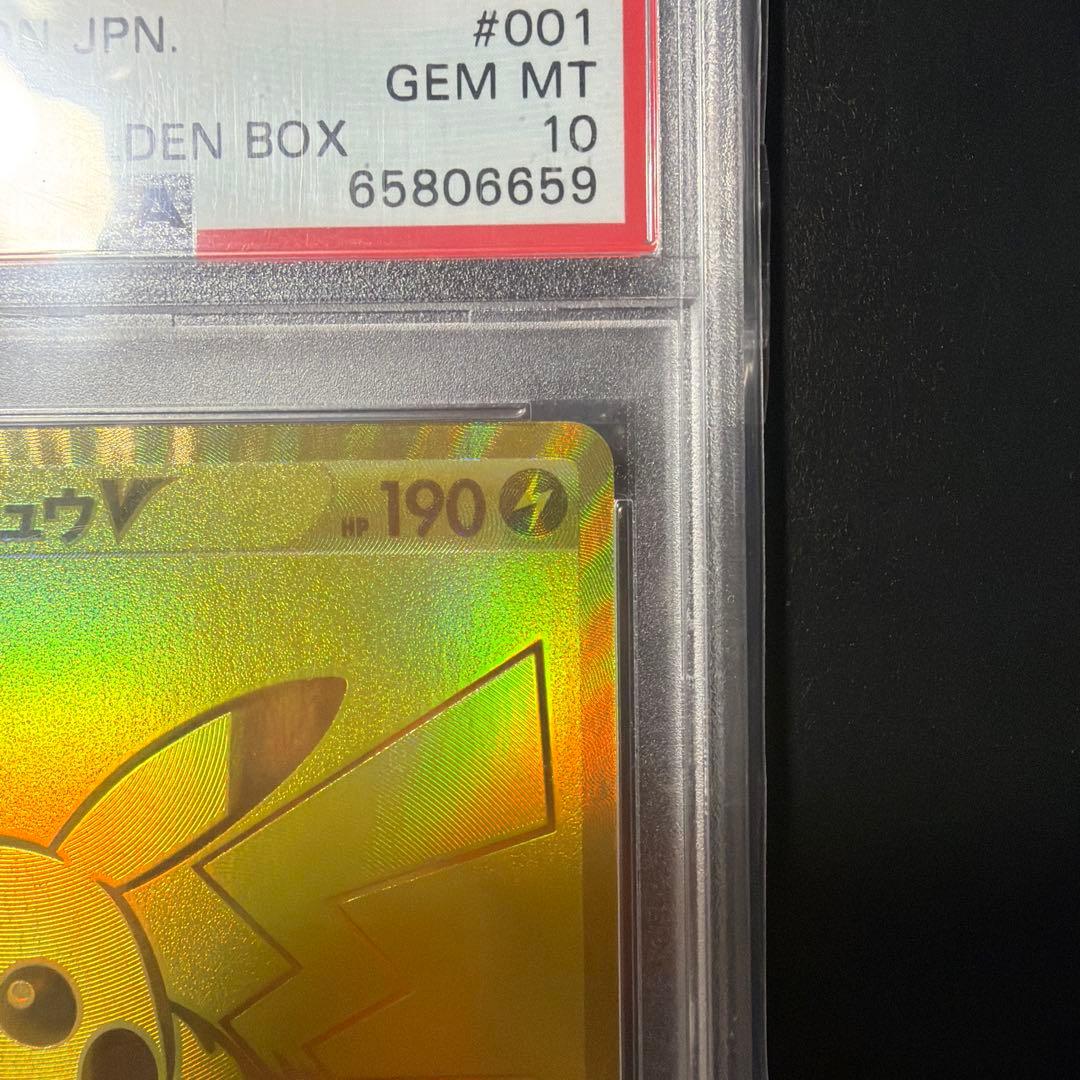 ON JPN. #001
GEM MT
LDEN BOX 10
65806659
ュウV HP 190